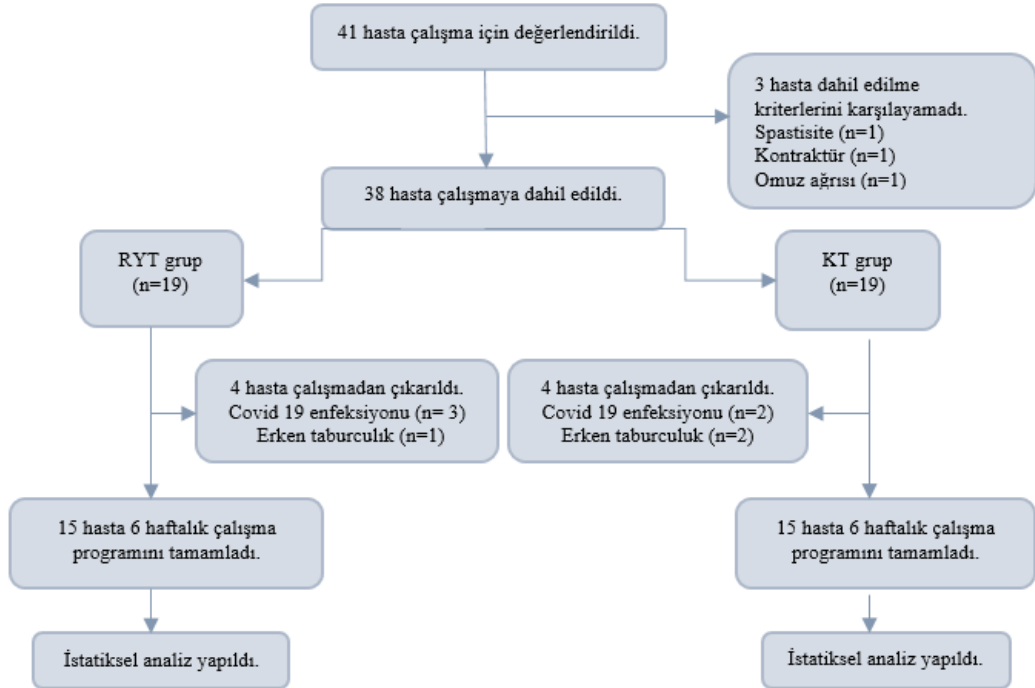 41 hasta çalışma için değerlendirildi.
3 hasta dahil edilme
kriterlerini karşılayamadı.
Spastisite (n=1)
Kontraktür (n=1)
Omuz ağrısı (n=1)
38 hasta çalışmaya dahil edildi.
RYT grup
(n=19)
KT grup
(n=19)
4 hasta çalışmadan çıkarıldı.
Covid 19 enfeksiyonu (n= 3)
Erken taburculık (n=1)
4 hasta çalışmadan çıkarıldı.
Covid 19 enfeksiyonu (n=2)
Erken taburculuk (n=2)
15 hasta 6 haftalık çalışma
programını tamamladı.
15 hasta 6 haftalık çalışma
programını tamamladı.
İstatiksel analiz yapıldı.
İstatiksel analiz yapıldı.